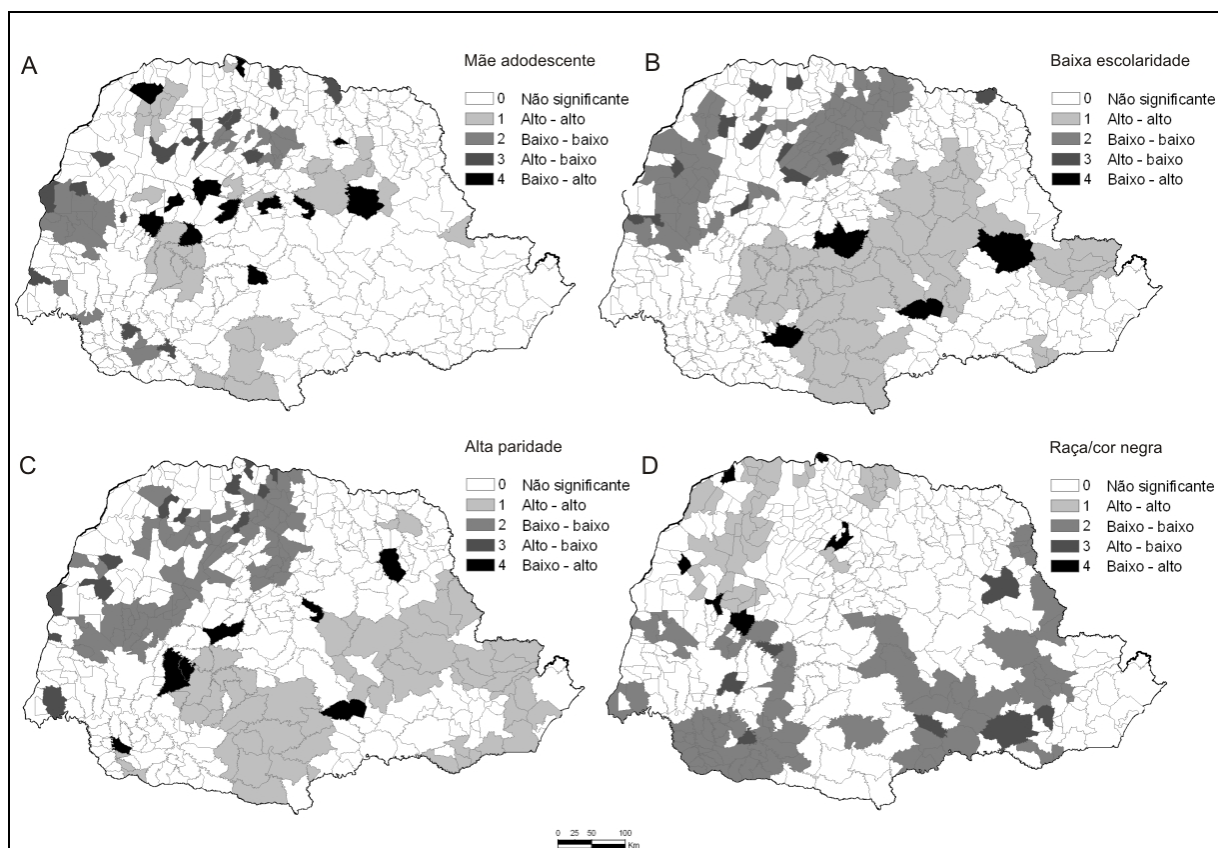 A
Mãe adodescente
0 Não significante
1 Alto - alto
2 Baixo - baixo
3 Alto - baixo
4 Baixo - alto
B
Baixa escolaridade
0 Não significante
1 Alto - alto
2 Baixo - baixo
3 Alto - baixo
4 Baixo - alto
C
Alta paridade
0 Não significante
1 Alto - alto
2 Baixo - baixo
3 Alto - baixo
4 Baixo - alto
D
Raça/cor negra
0 Não significante
1 Alto - alto
2 Baixo - baixo
3 Alto - baixo
4 Baixo - alto
0 25 50 100
Km